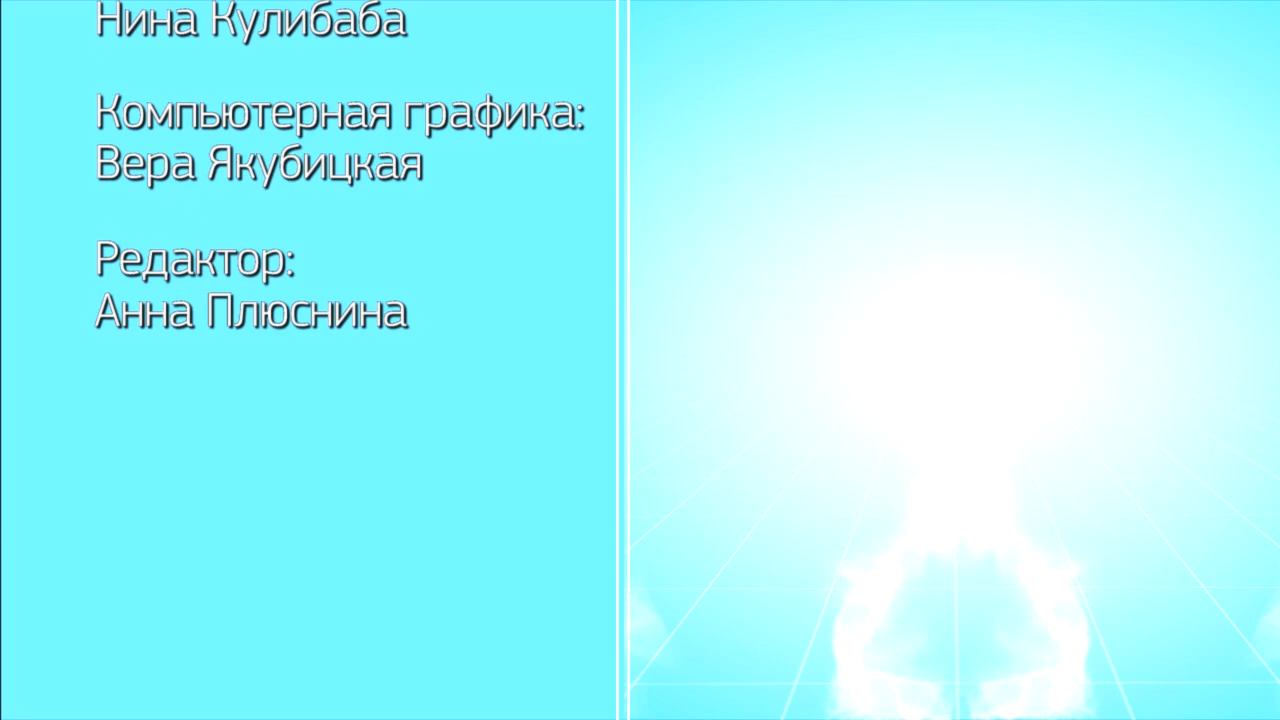 Нина Кулибаба
Компьютерная графика:
Вера Якубицкая
Редактор:
Анна Плюснина